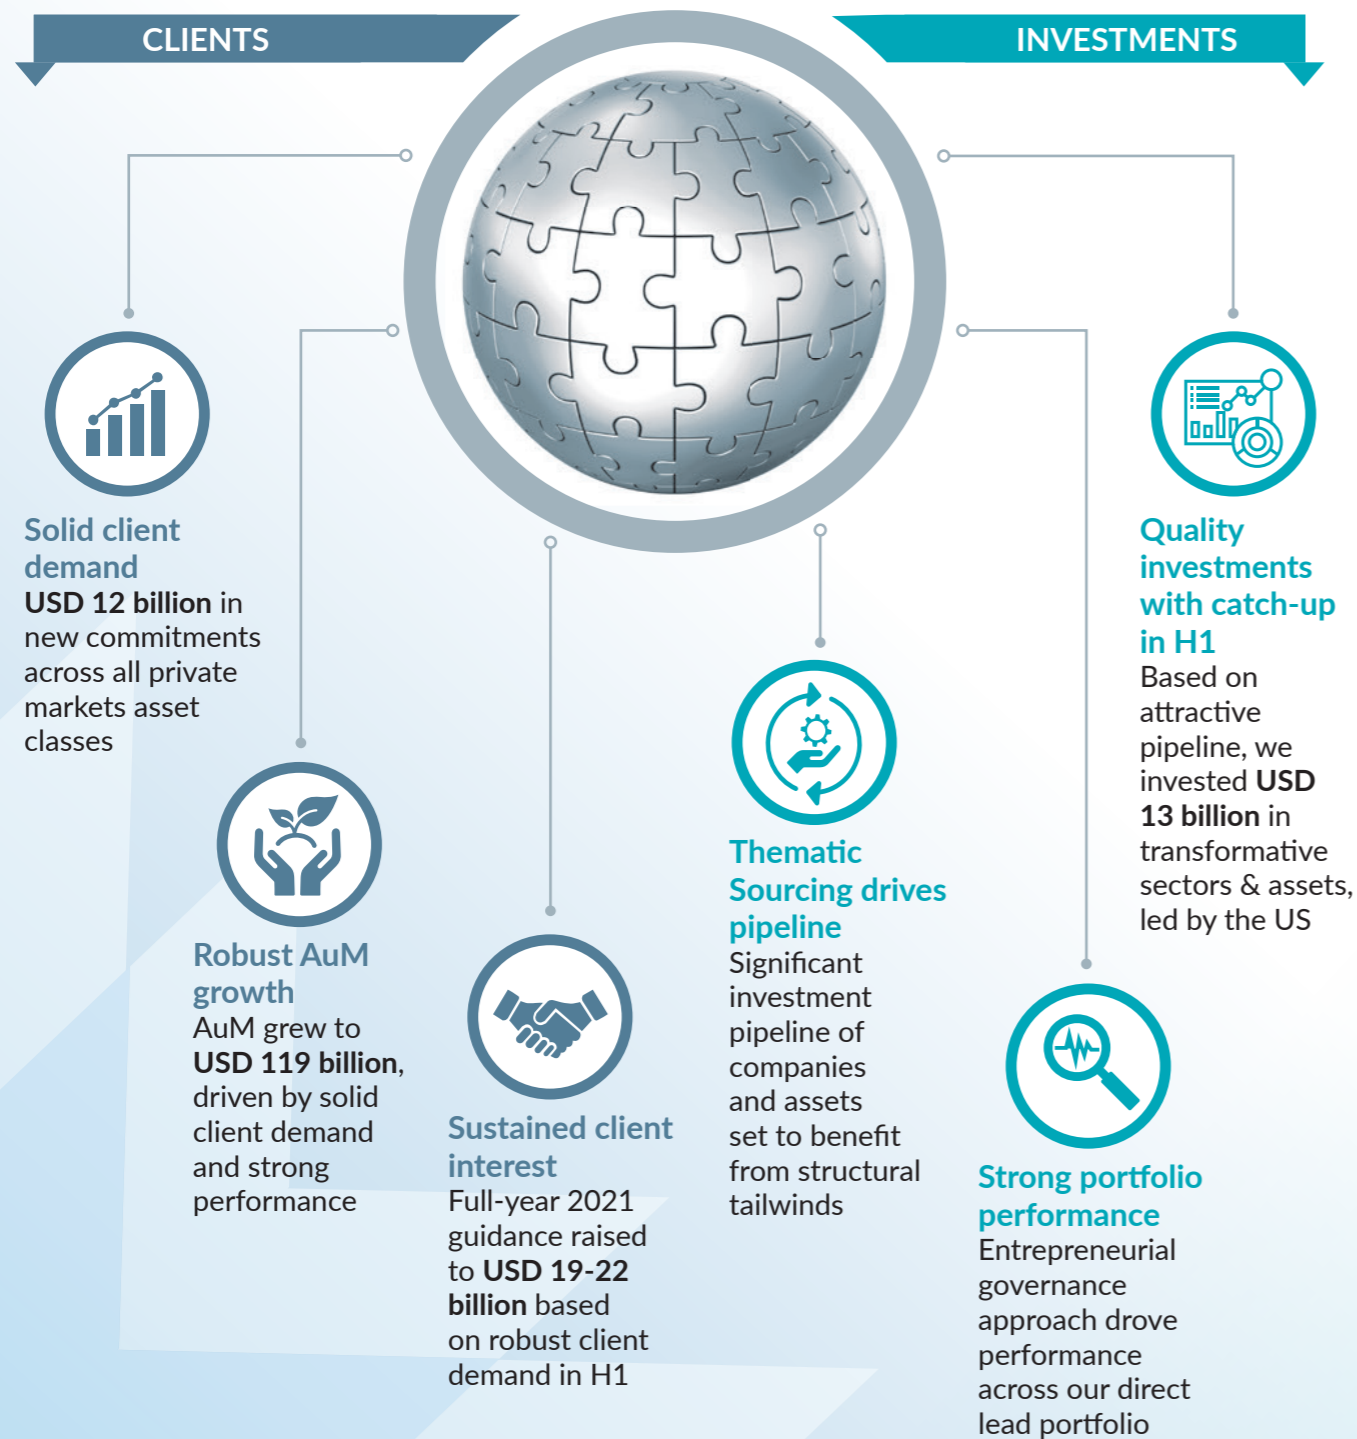 CLIENTS
INVESTMENTS
Solid client
demand
USD 12 billion in
new commitments
across all private
markets asset
classes
Robust AuM
growth
AuM grew to
USD 119 billion,
driven by solid
client demand
and strong
performance
Sustained client
interest
Full-year 2021
guidance raised
to USD 19-22
billion based
on robust client
demand in H1
Thematic
Sourcing drives
pipeline
Significant
investment
pipeline of
companies
and assets
set to benefit
from structural
tailwinds
Strong portfolio
performance
Entrepreneurial
governance
approach drove
performance
across our direct
lead portfolio
Quality
investments
with catch-up
in H1
Based on
attractive
pipeline, we
invested USD
13 billion in
transformative
sectors & assets,
led by the US